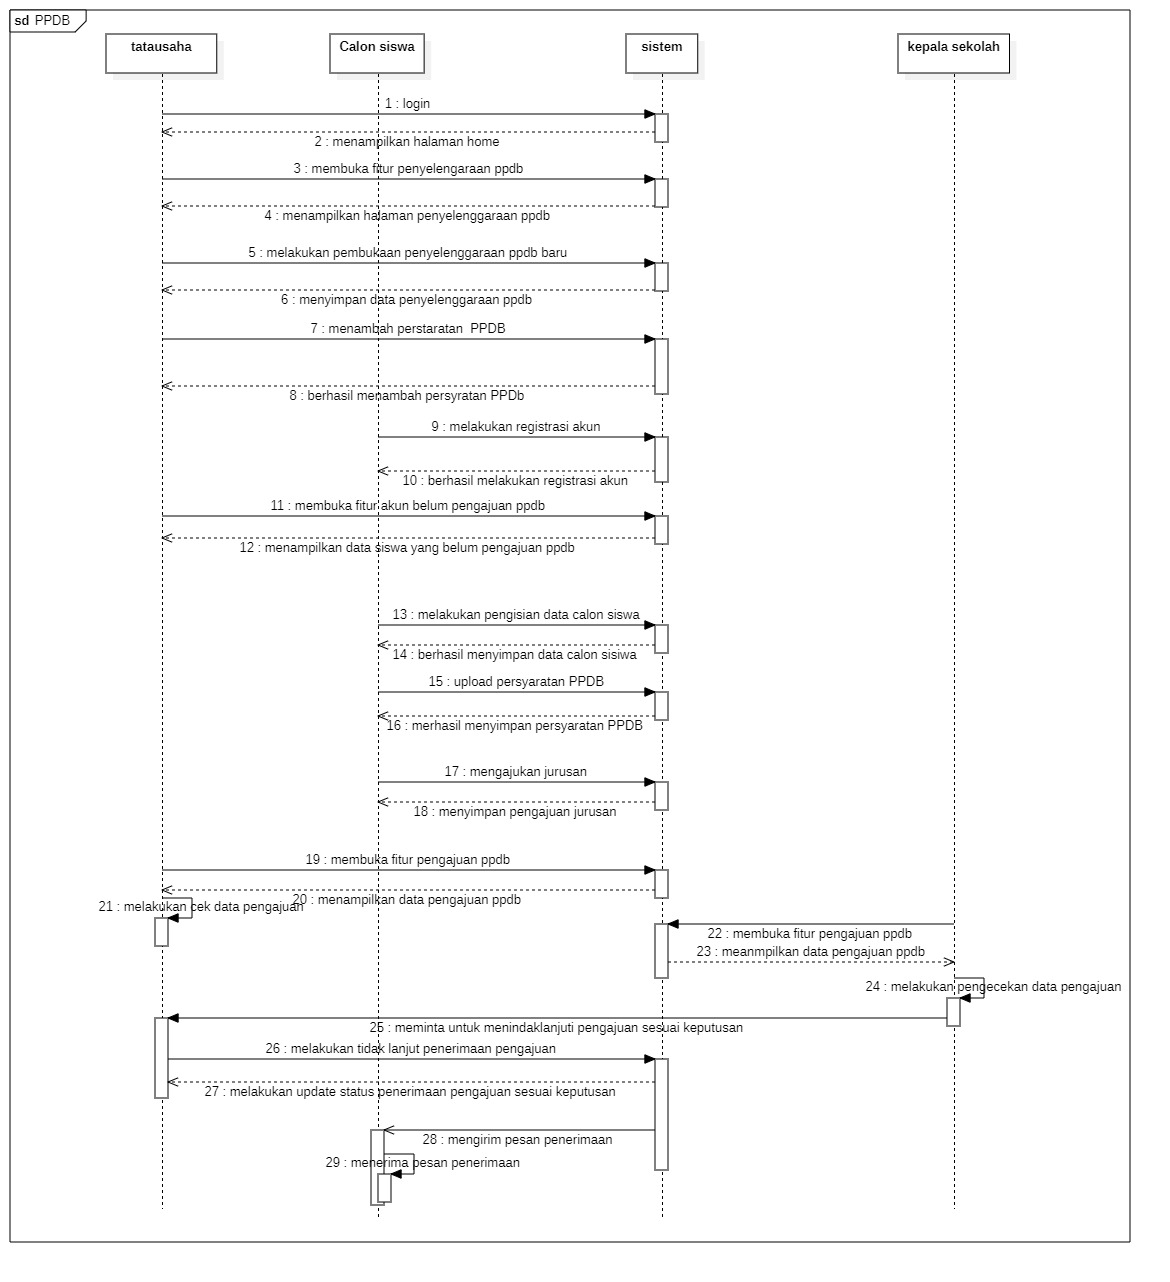 sd PPDB
tatausaha
Calon siswa
sistem
kepala sekolah
1 : login
2 : menampilkan halaman home
3 : membuka fitur penyelengaraan ppdb
4 : menampilkan halaman penyelenggaraan ppdb
5 : melakukan pembukaan penyelenggaraan ppdb baru
6 : menyimpan data penyelenggaraan ppdb
7 : menambah perstaratan  PPDB
8 : berhasil menambah persyratan PPDb
9 : melakukan registrasi akun
10 : berhasil melakukan registrasi akun
11 : membuka fitur akun belum pengajuan ppdb
12 : menampilkan data siswa yang belum pengajuan ppdb
13 : melakukan pengisian data calon siswa
14 : berhasil menyimpan data calon sisiwa
15 : upload persyaratan PPDB
16 : merhasil menyimpan persyaratan PPDB
17 : mengajukan jurusan
18 : menyimpan pengajuan jurusan
19 : membuka fitur pengajuan ppdb
20 : menampilkan data pengajuan ppdb
21 : melakukan cek data pengajuan
22 : membuka fitur pengajuan ppdb
23 : meanmpilkan data pengajuan ppdb
24 : melakukan pengecekan data pengajuan
25 : meminta untuk menindaklanjuti pengajuan sesuai keputusan
26 : melakukan tidak lanjut penerimaan pengajuan
27 : melakukan update status penerimaan pengajuan sesuai keputusan
28 : mengirim pesan penerimaan
29 : menerima pesan penerimaan